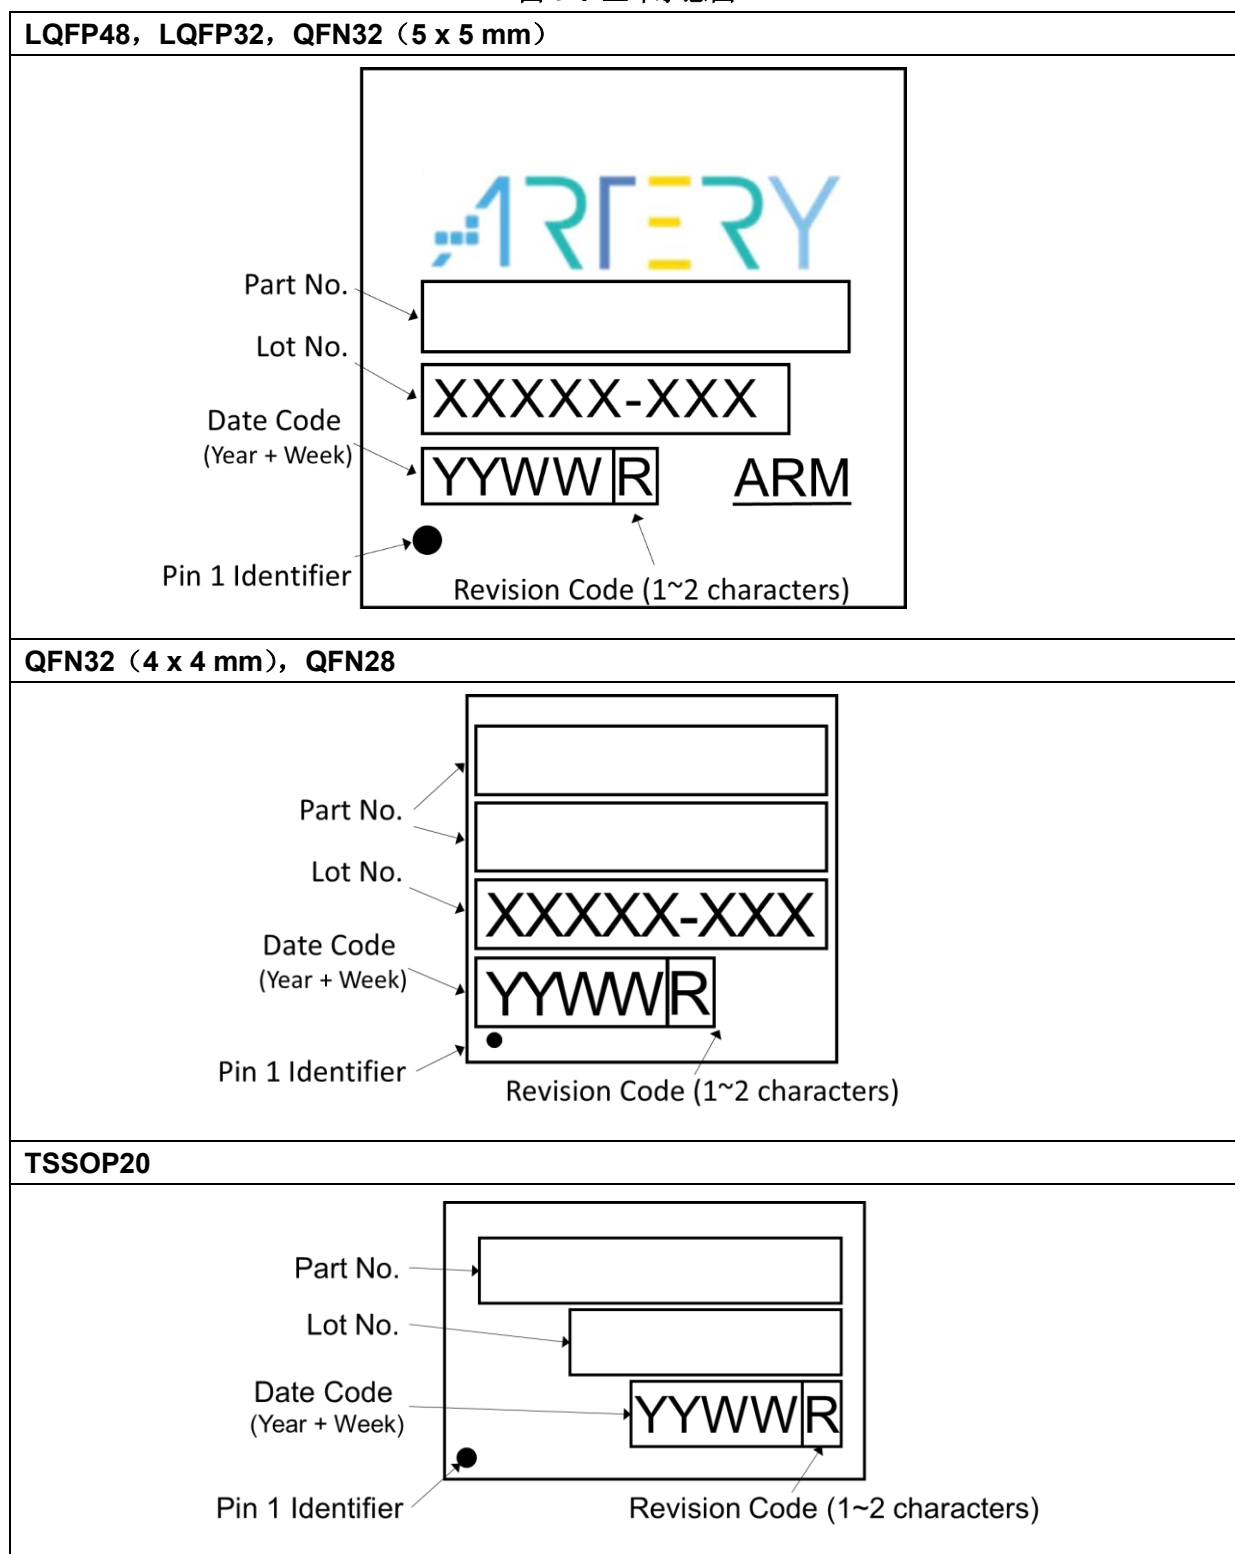 LQFP48，LQFP32，QFN32（5 x 5 mm）
ARTERY
Part No.
Lot No.
XXXXX-XXX
Date Code
(Year + Week)
YYWW R
ARM
Pin 1 Identifier
Revision Code (1~2 characters)
QFN32（4 x 4 mm），QFN28
Part No.
Lot No.
XXXXX-XXX
Date Code
(Year + Week)
YYWW R
Pin 1 Identifier
Revision Code (1~2 characters)
TSSOP20
Part No.
Lot No.
Date Code
(Year + Week)
YYWW R
Pin 1 Identifier
Revision Code (1~2 characters)